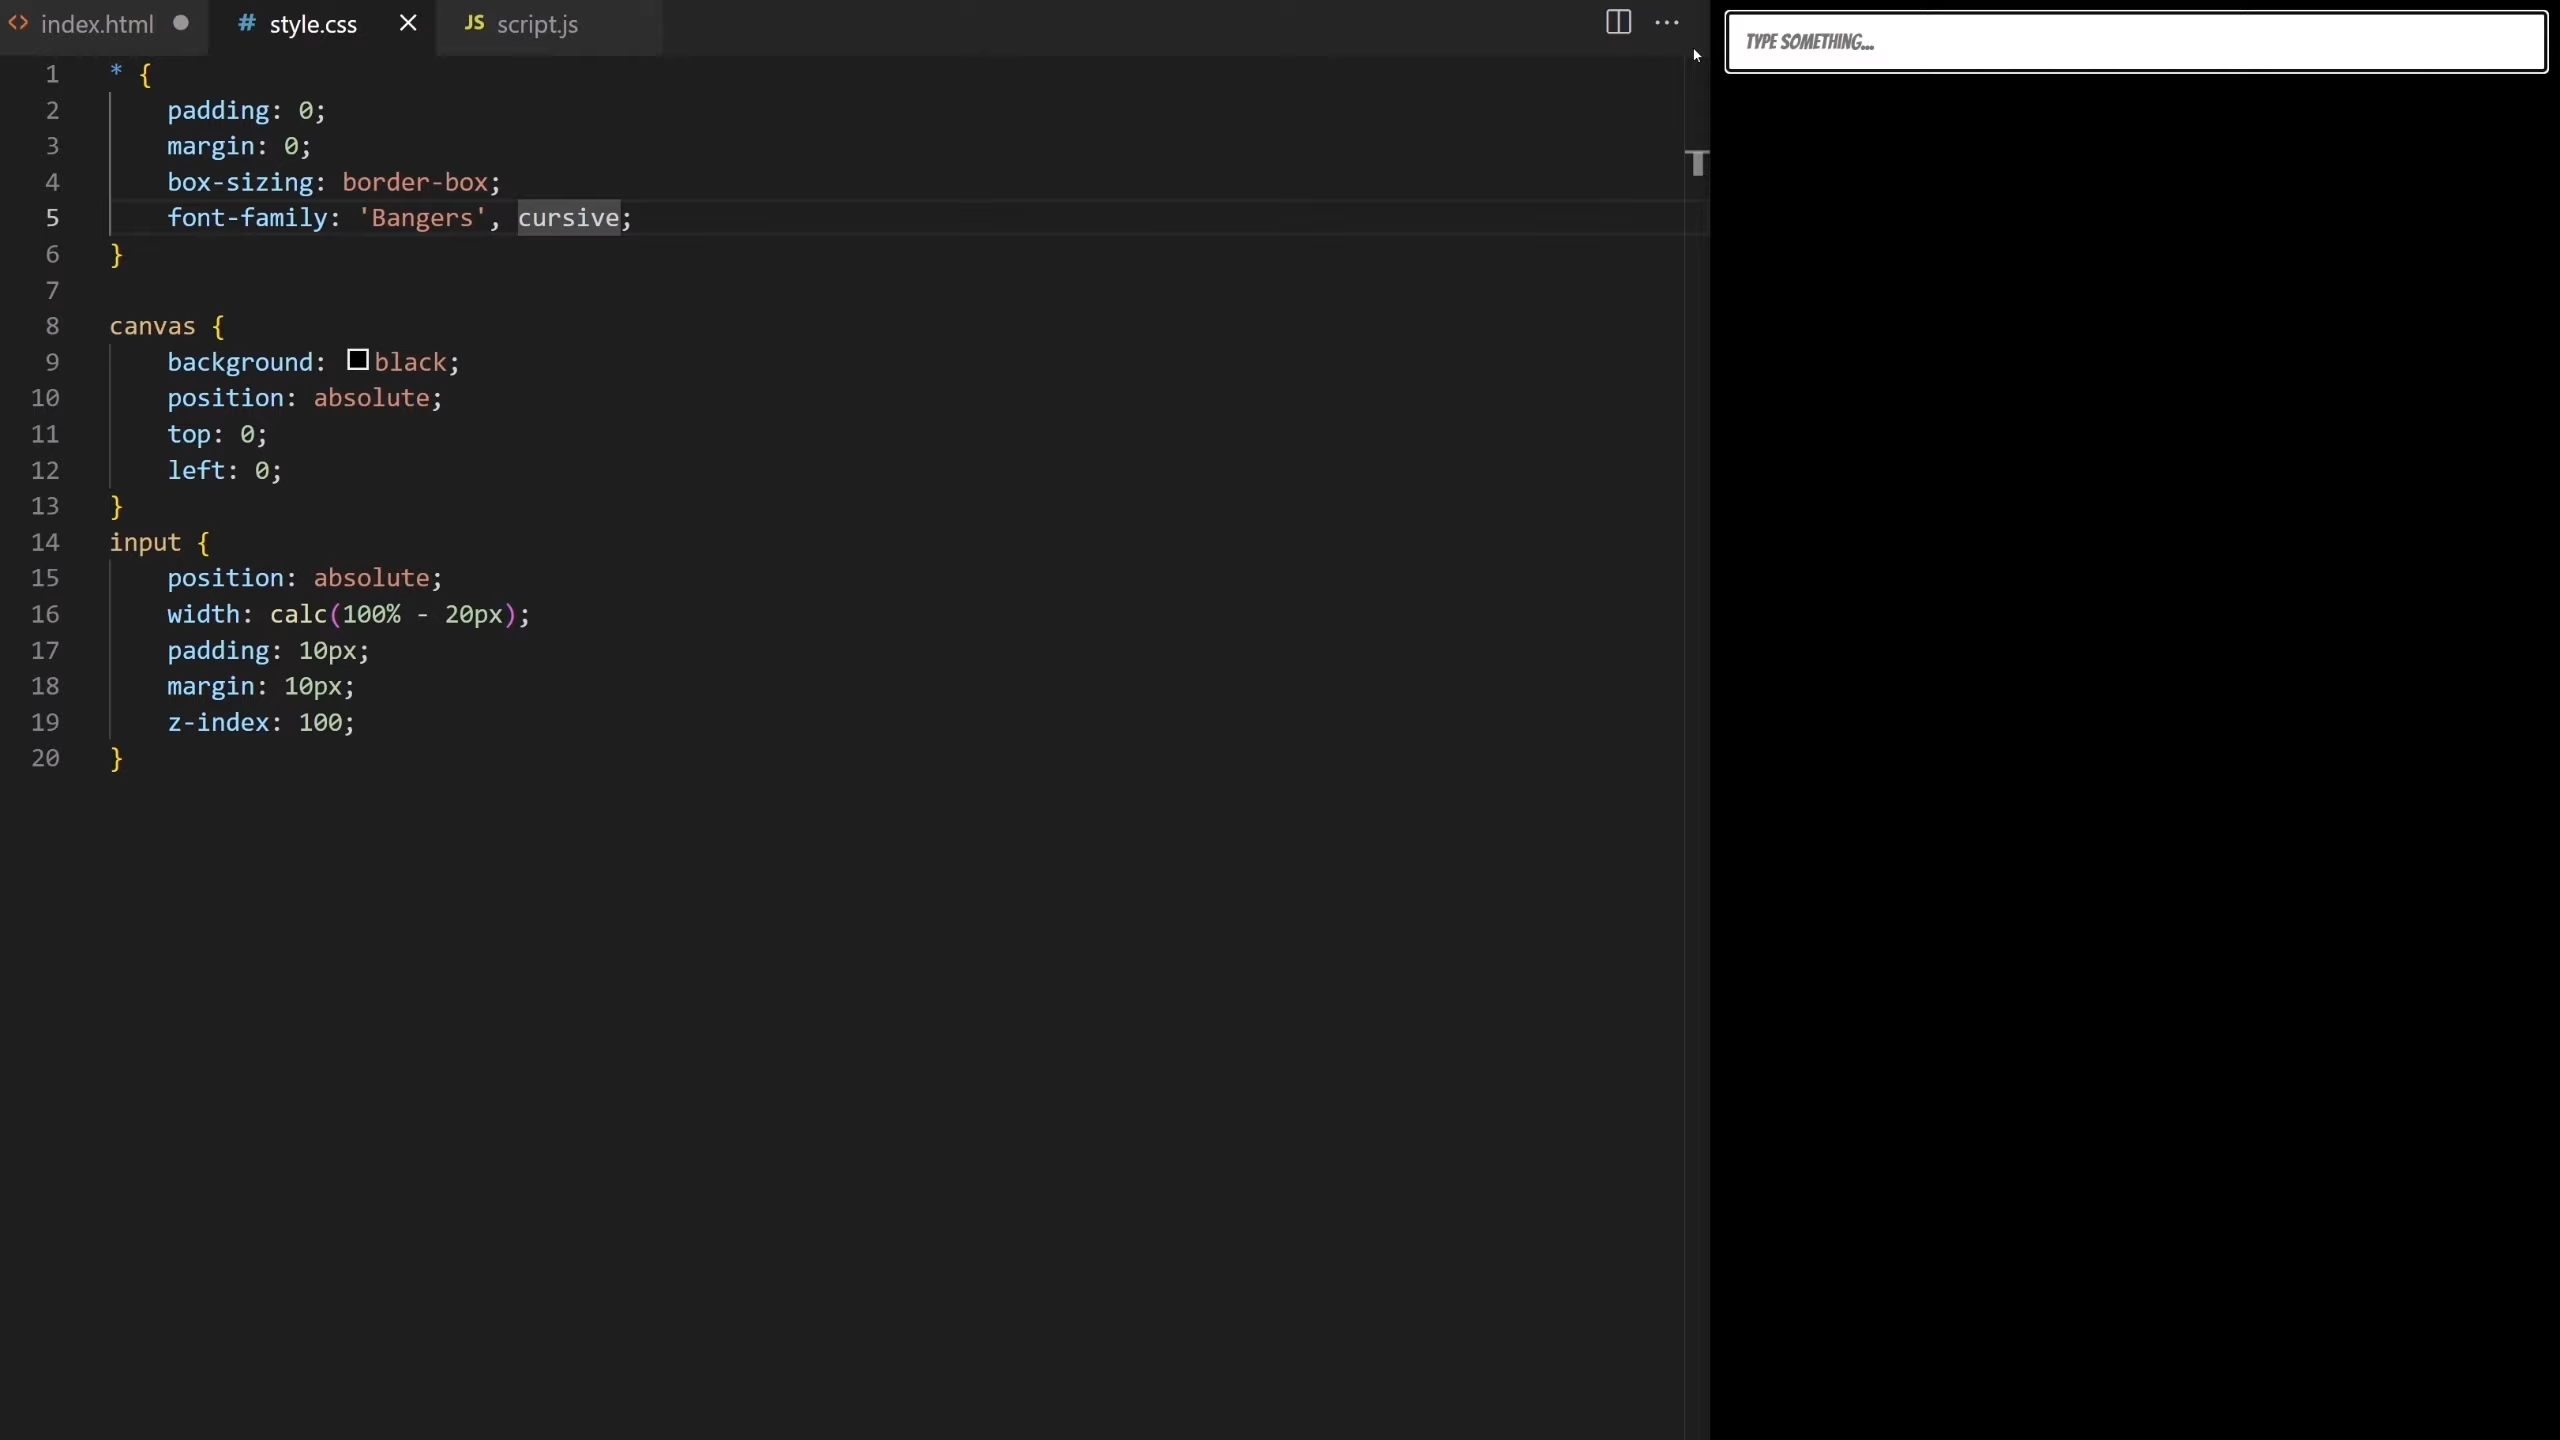 index.html
# style.css
JS script.js
TYPE SOMETHING...
1 * {
2 padding: 0;
3 margin: 0;
4 box-sizing: border-box;
5 font-family: 'Bangers', cursive;
6 }
7
8 canvas {
9 background: black;
10 position: absolute;
11 top: 0;
12 left: 0;
13 }
14 input {
15 position: absolute;
16 width: calc(100% - 20px);
17 padding: 10px;
18 margin: 10px;
19 z-index: 100;
20 }